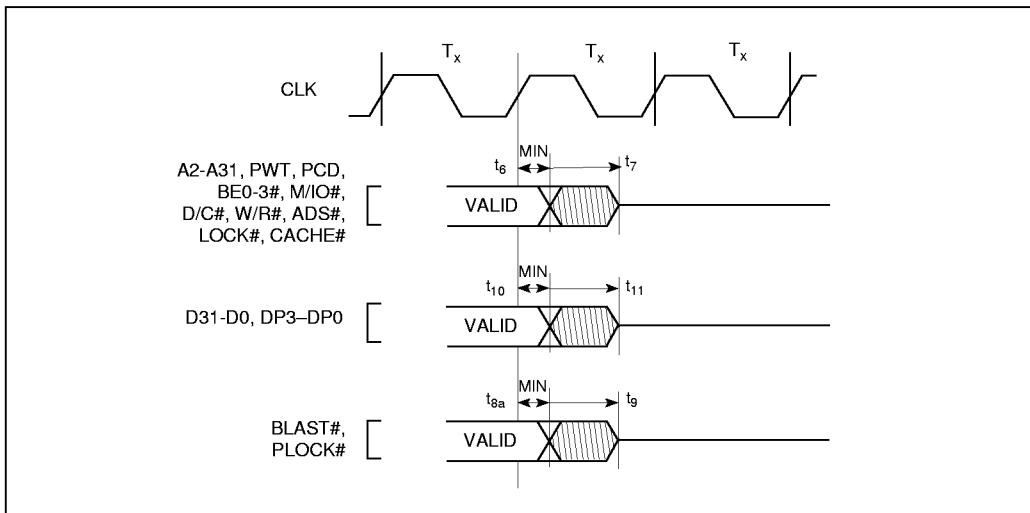 Tx Tx Tx
CLK
t6 MIN t7
A2-A31, PWT, PCD,
BE0-3#, M/IO#,
D/C#, W/R#, ADS#,
LOCK#, CACHE#
VALID
t10 MIN t11
D31-D0, DP3–DP0
VALID
t8a MIN t9
BLAST#,
PLOCK#
VALID